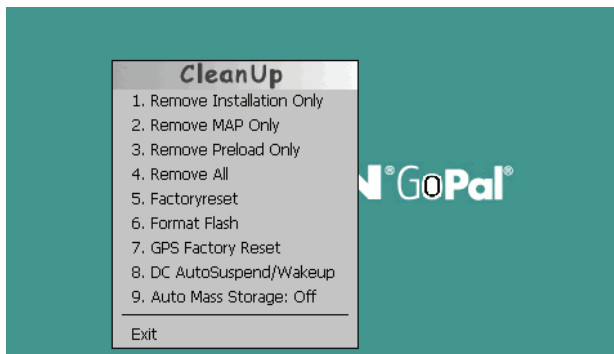 CleanUp
1. Remove Installation Only
2. Remove MAP Only
3. Remove Preload Only
4. Remove All
5. Factoryreset
6. Format Flash
7. GPS Factory Reset
8. DC AutoSuspend/Wakeup
9. Auto Mass Storage: Off
Exit
N®GoPal®